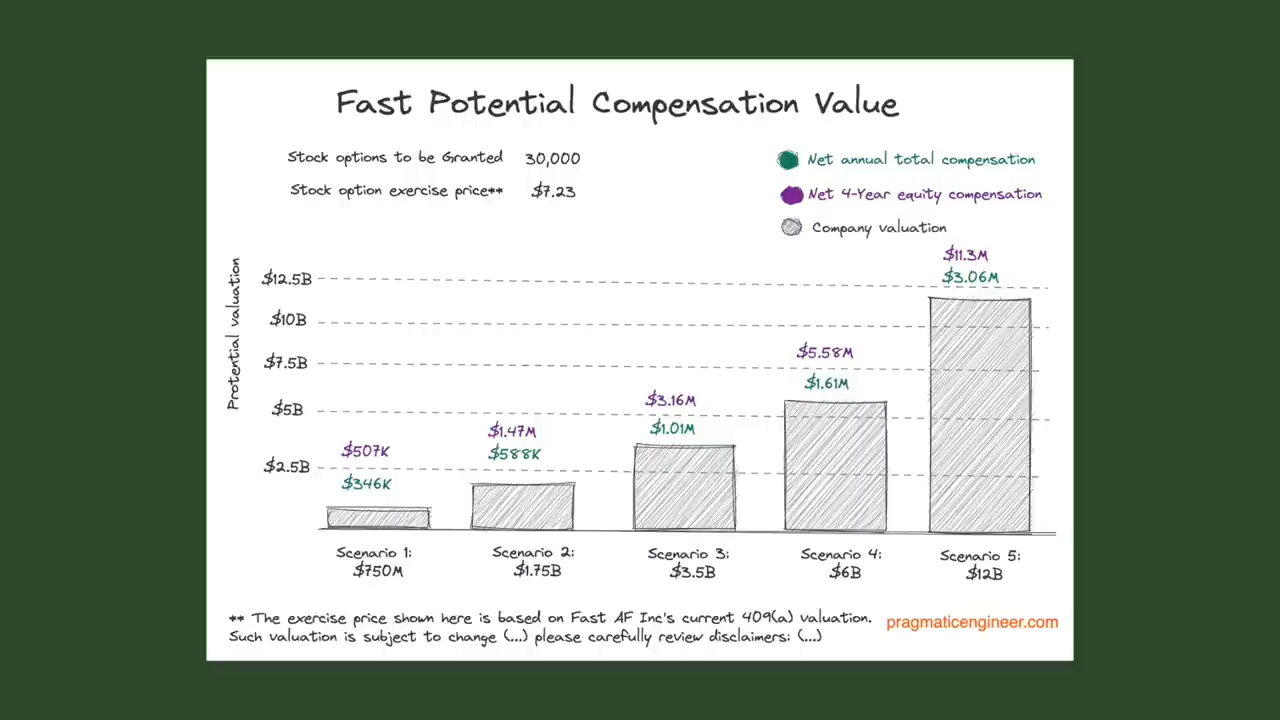 Fast Potential Compensation Value
Stock options to be Granted 30,000
Stock option exercise price** $7.23
Net annual total compensation
Net 4-Year equity compensation
Company valuation
Protential valuation
$12.5B
$10B
$7.5B
$5B
$2.5B
$507K
$346K
$1.47M
$588K
$3.16M
$1.01M
$5.58M
$1.61M
$11.3M
$3.06M
Scenario 1:
$750M
Scenario 2:
$1.75B
Scenario 3:
$3.5B
Scenario 4:
$6B
Scenario 5:
$12B
** The exercise price shown here is based on Fast AF Inc's current 409(a) valuation.
Such valuation is subject to change (...) please carefully review disclaimers: (...)
pragmaticengineer.com